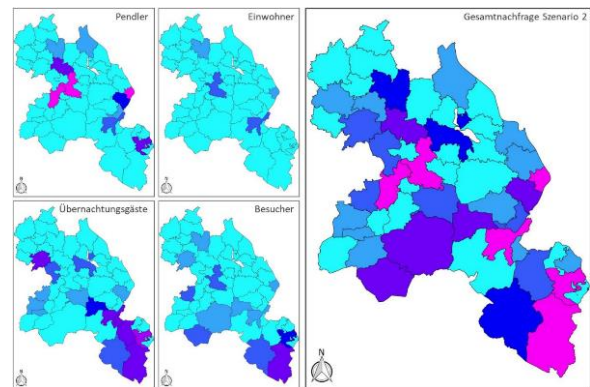 Pendler
Einwohner
Gesamtnachfrage Szenario 2
Übernachtungsgäste
Besucher
N